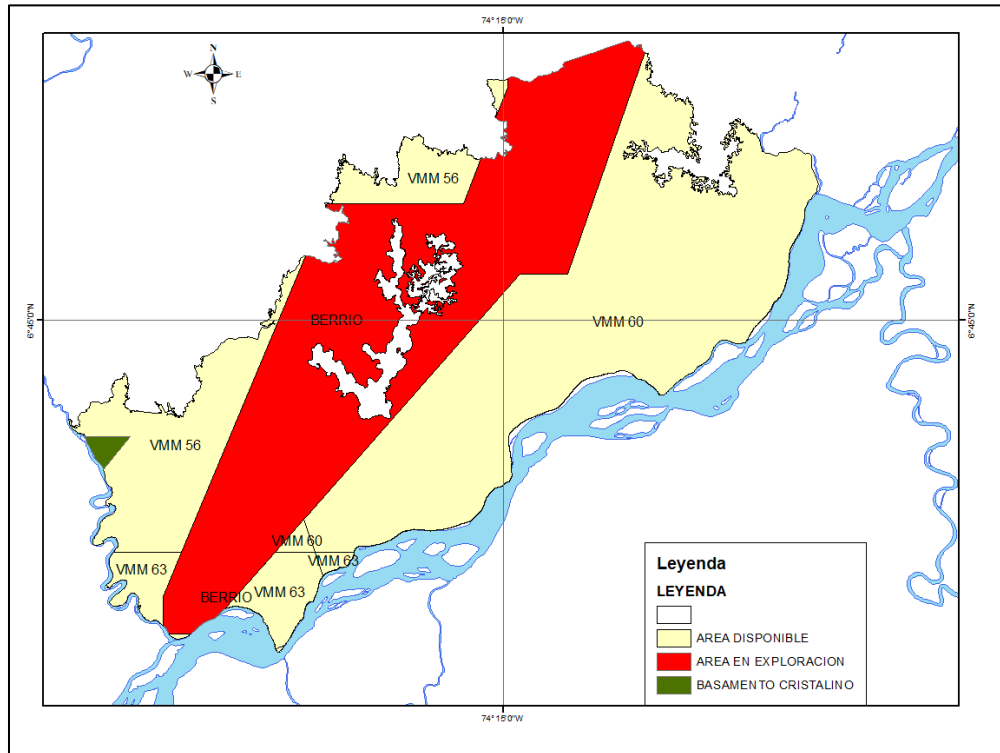 74°15'0"W
N
W E
S
VMM 56
6°45'0"N
BERRIO
VMM 60
6°45'0"N
VMM 56
VMM 60
VMM 63
VMM 63
BERRIO
VMM 63
Leyenda
LEYENDA
AREA DISPONIBLE
AREA EN EXPLORACION
BASAMENTO CRISTALINO
74°15'0"W